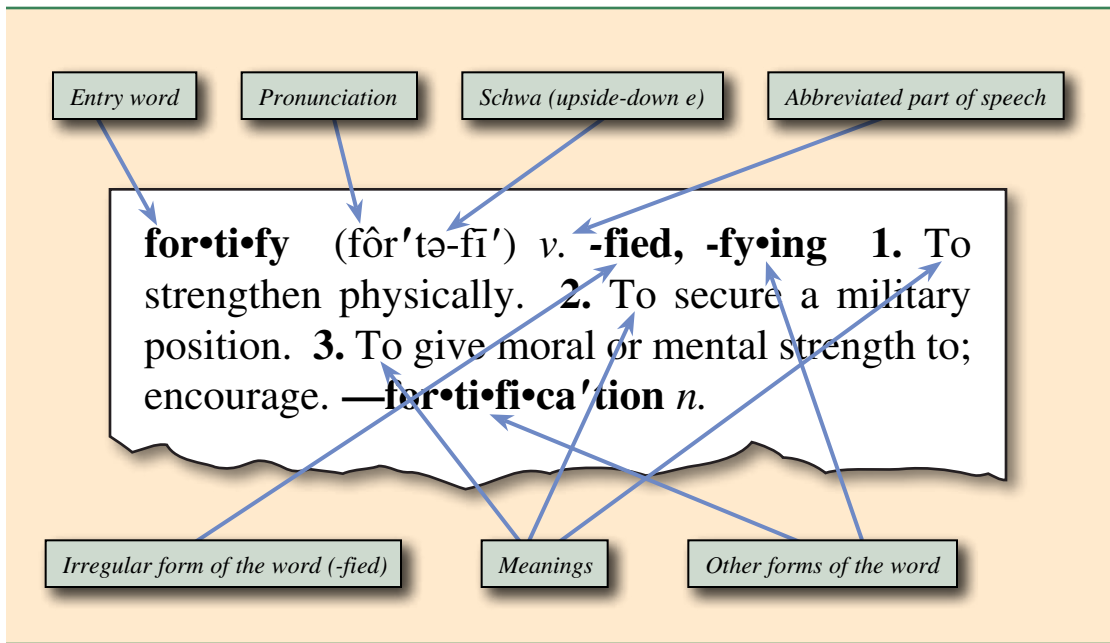 Entry word
Pronunciation
Schwa (upside-down e)
Abbreviated part of speech
for•ti•fy (fôr′tə-fī′) v. -fied, -fy•ing 1. To
strengthen physically. 2. To secure a military
position. 3. To give moral or mental strength to;
encourage. —for•ti•fi•ca′tion n.
Irregular form of the word (-fied)
Meanings
Other forms of the word